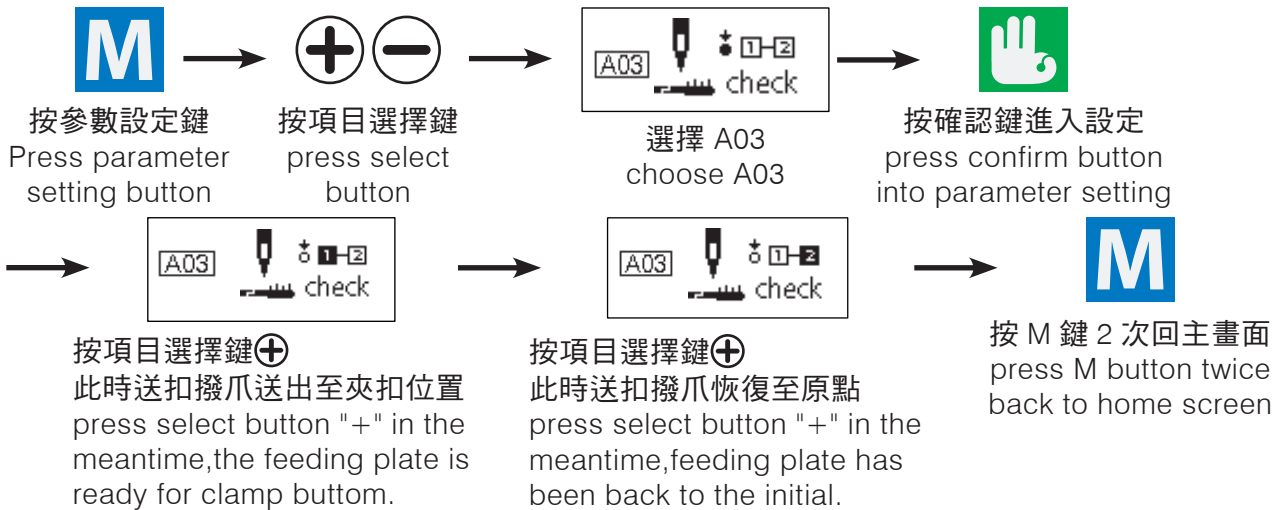 M
按參數設定鍵
Press parameter
setting button
按項目選擇鍵
press select
button
A03
1 2
check
選擇 A03
choose A03
按確認鍵進入設定
press confirm button
into parameter setting
A03
1 2
check
按項目選擇鍵⊕
此時送扣撥爪送出至夾扣位置
press select button "+" in the
meantime,the feeding plate is
ready for clamp buttom.
A03
1 2
check
按項目選擇鍵⊕
此時送扣撥爪恢復至原點
press select button "+" in the
meantime,feeding plate has
been back to the initial.
M
按 M 鍵 2 次回主畫面
press M button twice
back to home screen